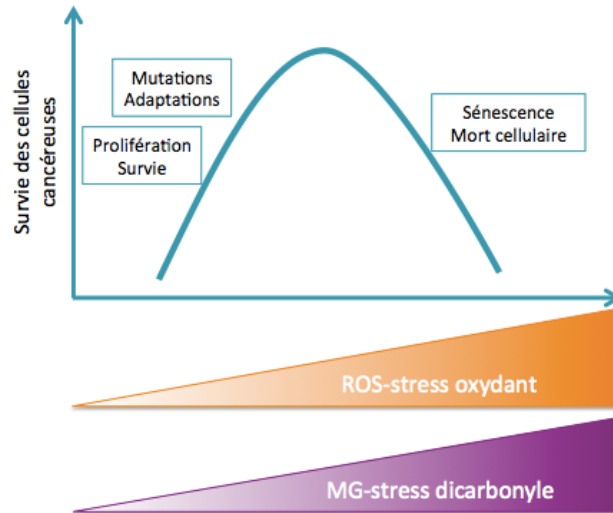 Survie des cellules
cancéreuses
Mutations
Adaptations
Prolifération
Survie
Sénescence
Mort cellulaire
ROS-stress oxydant
MG-stress dicarbonyle